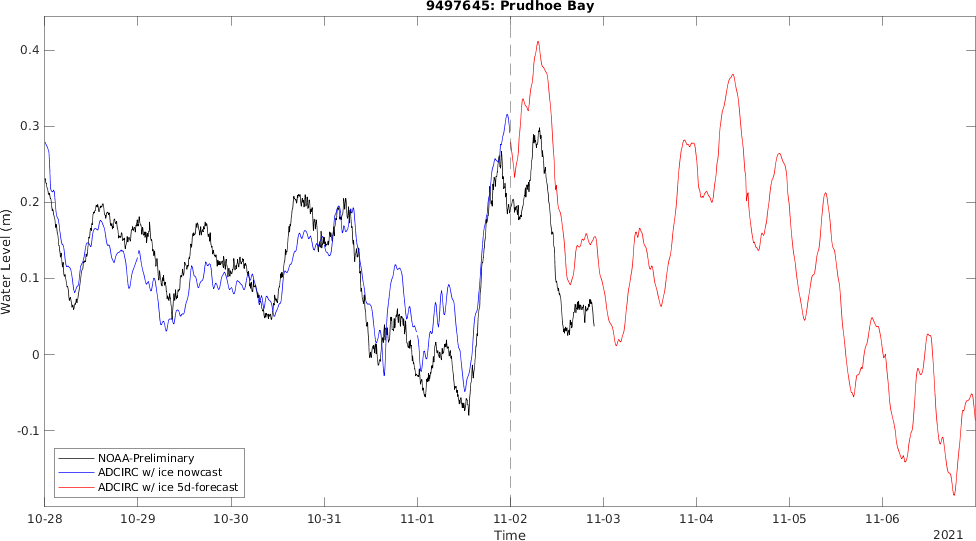 9497645: Prudhoe Bay
Water Level (m)
0.4
0.3
0.2
0.1
0
-0.1
NOAA-Preliminary
ADCIRC w/ ice nowcast
ADCIRC w/ ice 5d-forecast
10-28 10-29 10-30 10-31 11-01 11-02 11-03 11-04 11-05 11-06
Time
2021